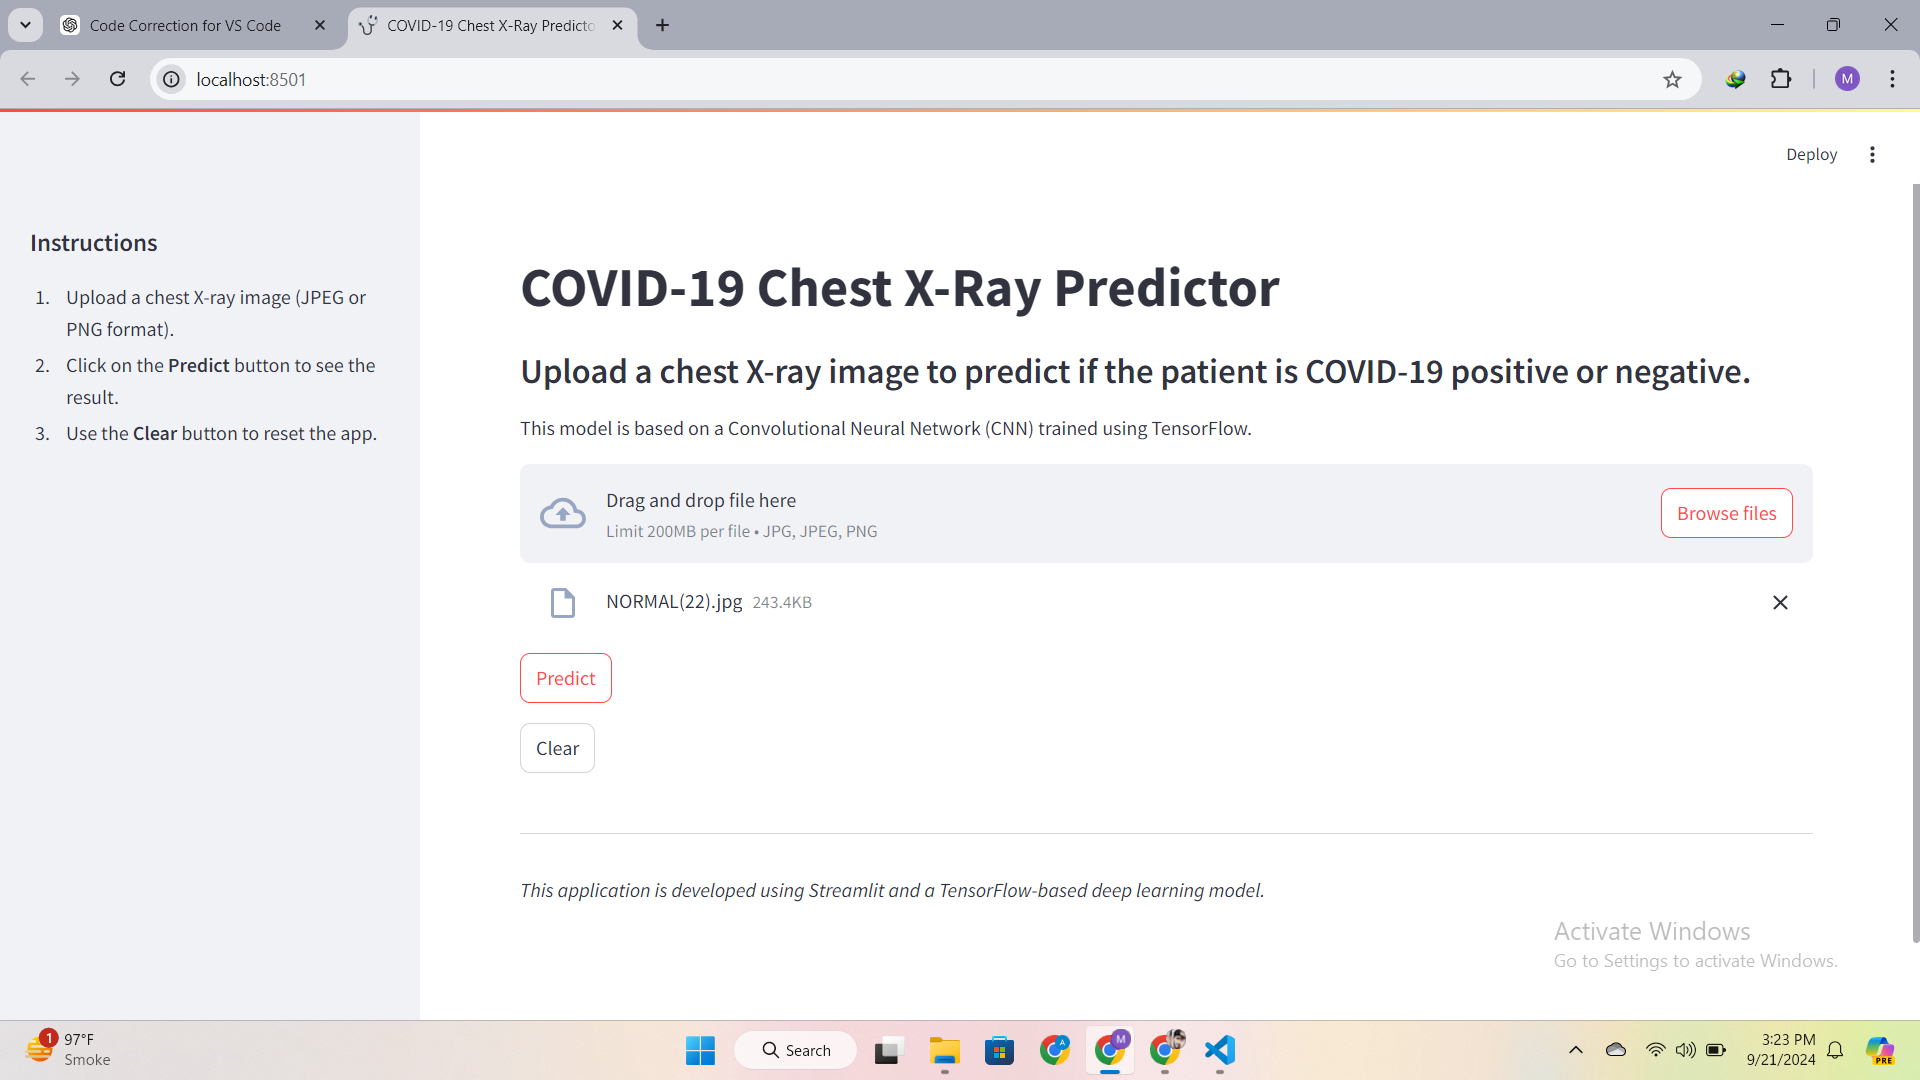 Code Correction for VS Code
COVID-19 Chest X-Ray Predicto
localhost:8501
M
Deploy
Instructions
1. Upload a chest X-ray image (JPEG or
PNG format).
2. Click on the Predict button to see the
result.
3. Use the Clear button to reset the app.
COVID-19 Chest X-Ray Predictor
Upload a chest X-ray image to predict if the patient is COVID-19 positive or negative.
This model is based on a Convolutional Neural Network (CNN) trained using TensorFlow.
Drag and drop file here
Limit 200MB per file • JPG, JPEG, PNG
Browse files
NORMAL(22).jpg 243.4KB
Predict
Clear
This application is developed using Streamlit and a TensorFlow-based deep learning model.
Activate Windows
Go to Settings to activate Windows.
1
97°F
Smoke
Search
A
M
3:23 PM
9/21/2024
PRE